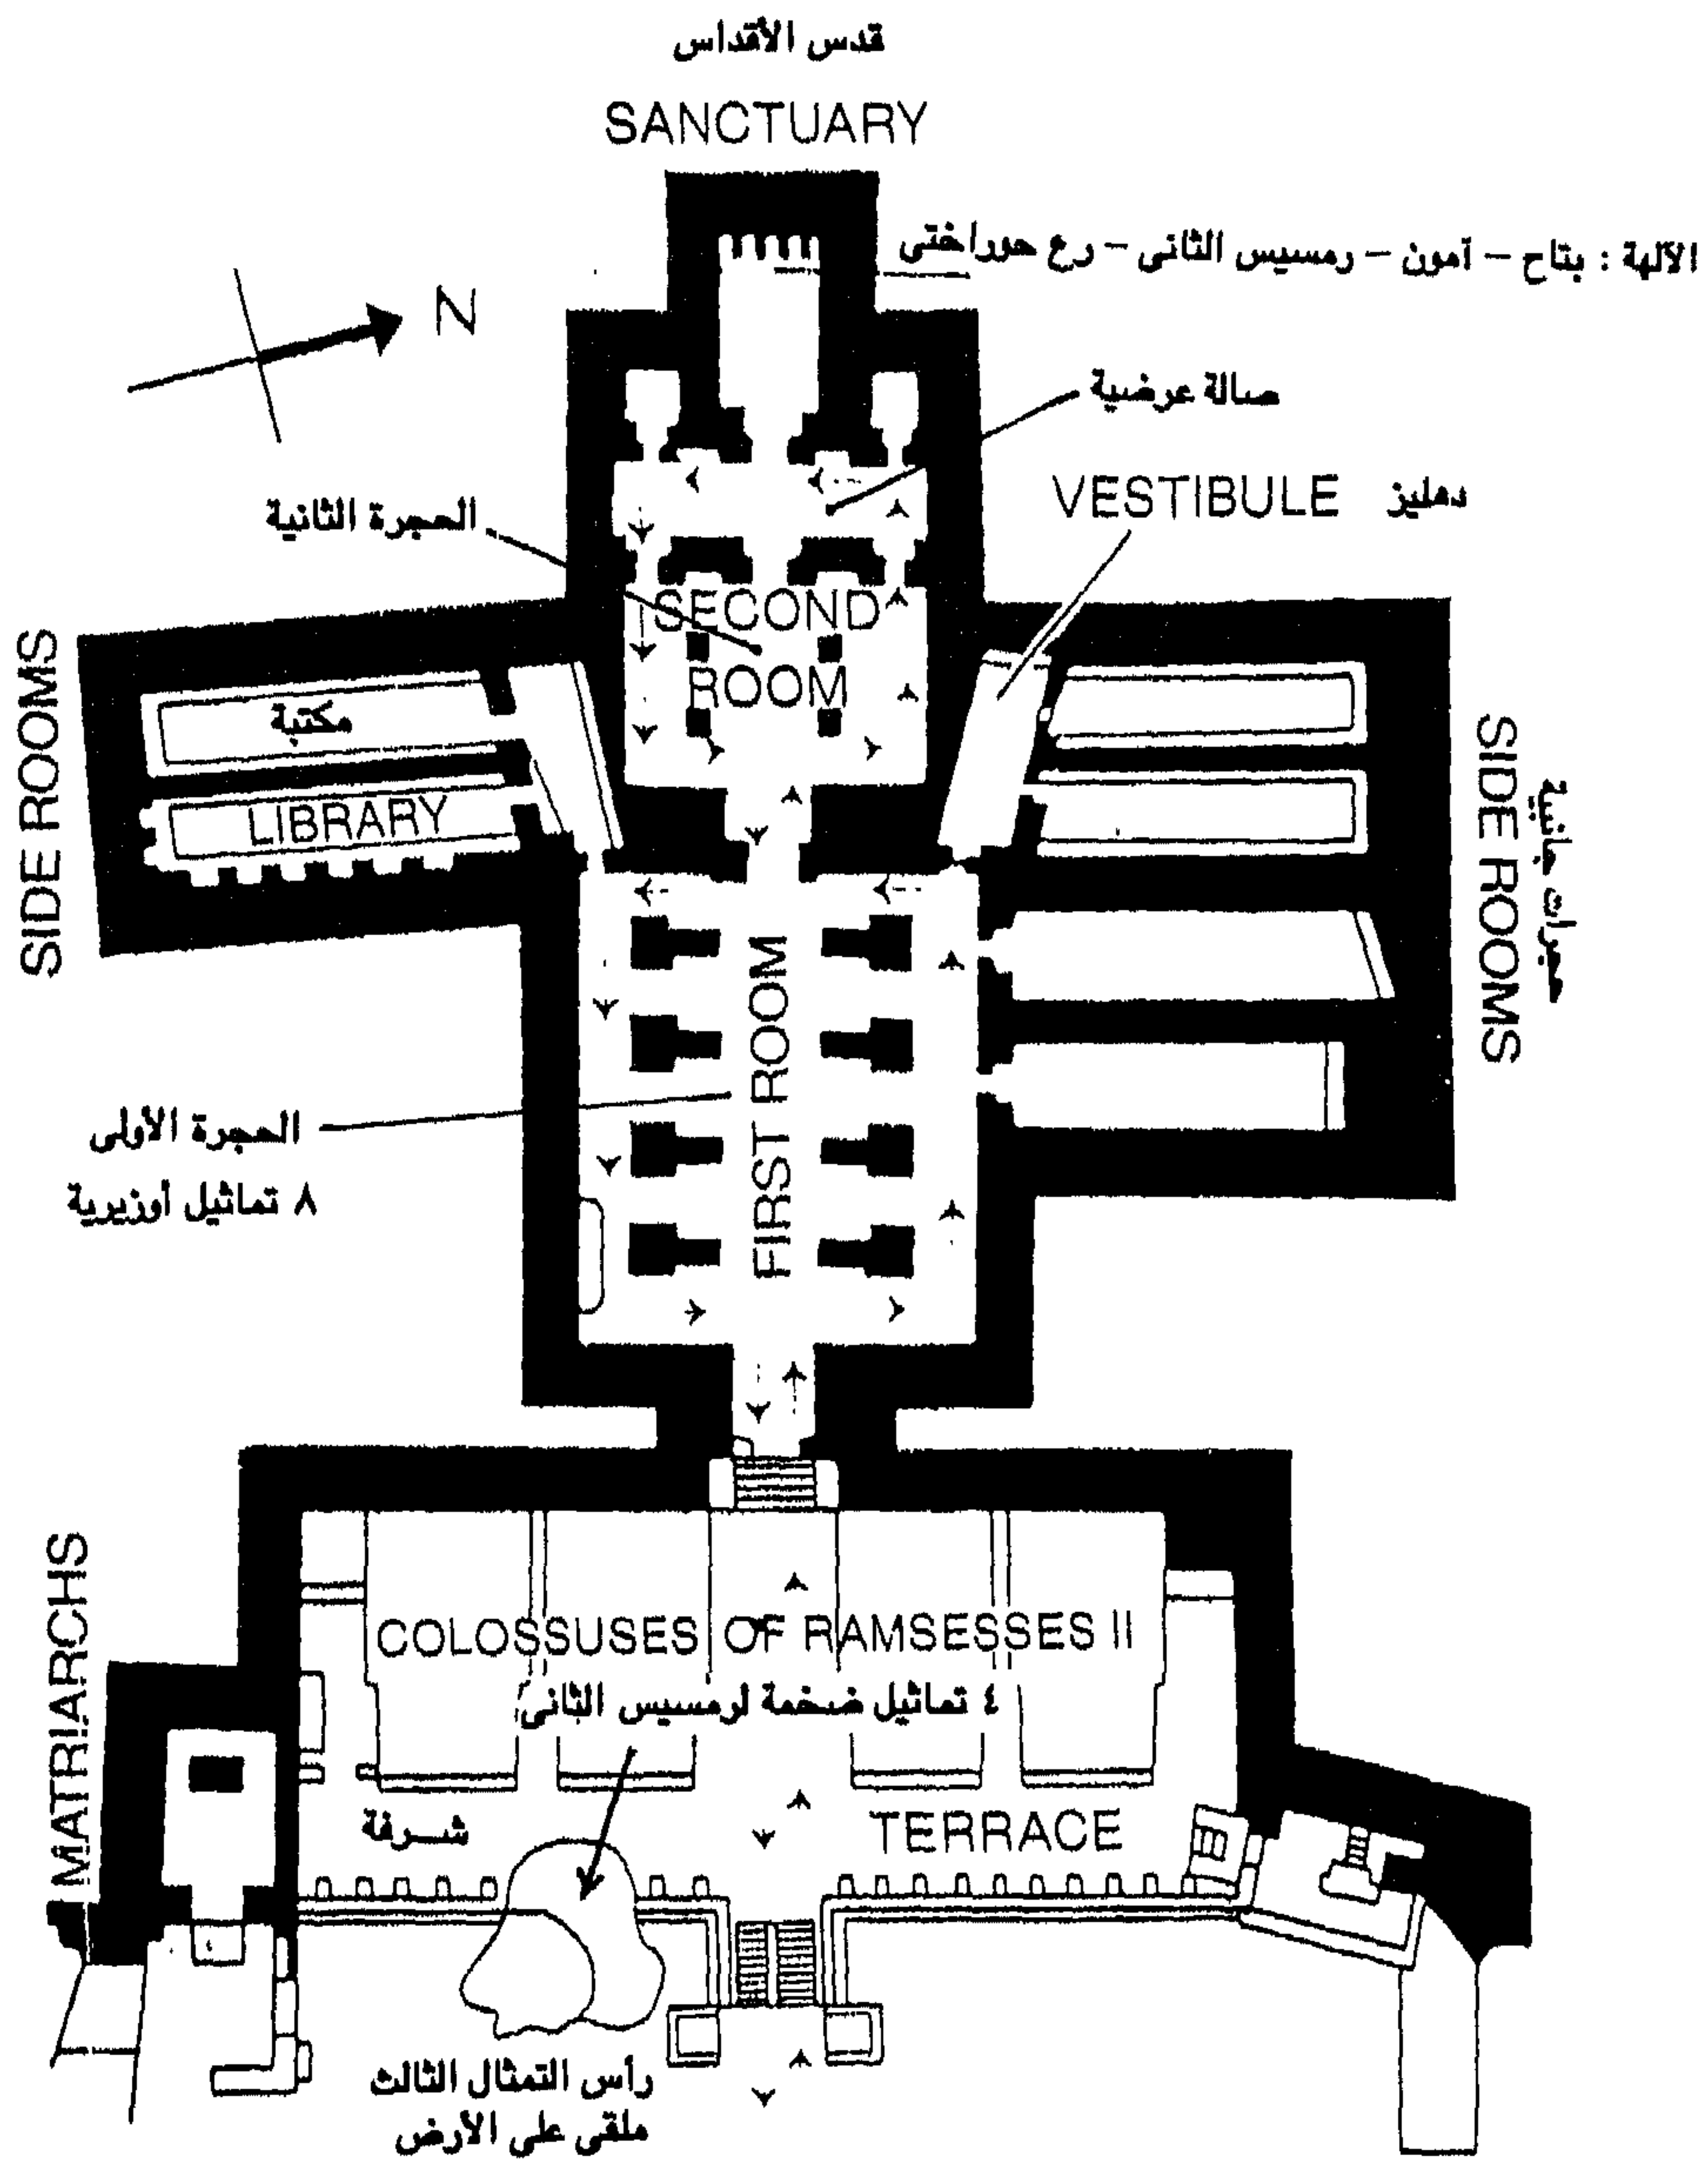 قدس الأقداس
SANCTUARY
الآلهة : بتاح – آمون – رمسيس الثانى – رع حوراختى
N
صالة عرضية
VESTIBULE دهليز
الحجرة الثانية
SECOND
ROOM
SIDE ROOMS
مكتبة
LIBRARY
SIDE ROOMS
حجرات جانبية
FIRST ROOM
الحجرة الأولى
٨ تماثيل أوزيرية
COLOSSUSES OF RAMSESSES II
٤ تماثيل ضخمة لرمسيس الثانى
MATRIARCHS
شرفة
TERRACE
رأس التمثال الثالث
ملقى على الأرض